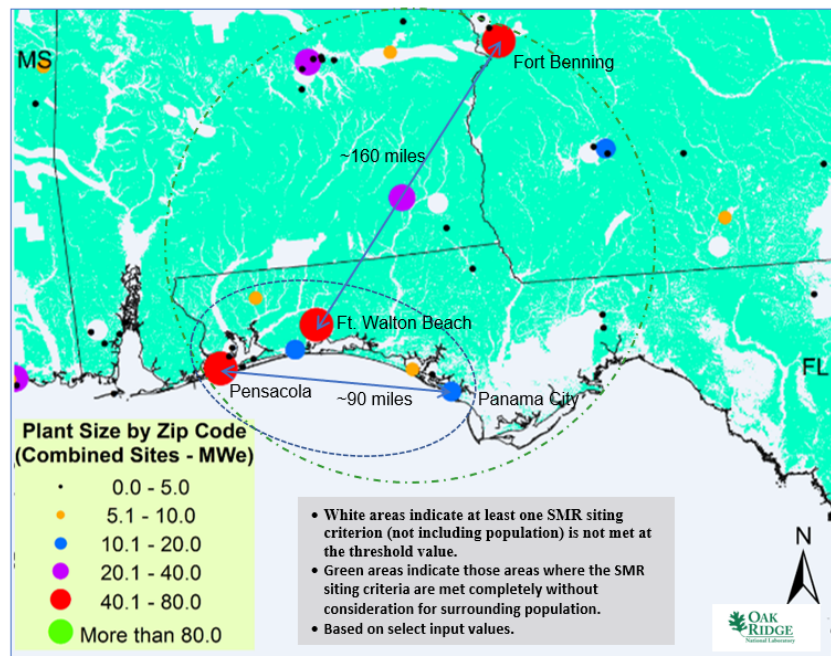 MS
Fort Benning
~160 miles
Ft. Walton Beach
FL
Pensacola
~90 miles
Panama City
Plant Size by Zip Code
(Combined Sites - MWe)
0.0 - 5.0
5.1 - 10.0
10.1 - 20.0
20.1 - 40.0
40.1 - 80.0
More than 80.0
• White areas indicate at least one SMR siting
criterion (not including population) is not met at
the threshold value.
• Green areas indicate those areas where the SMR
siting criteria are met completely without
consideration for surrounding population.
• Based on select input values.
N
OAK
RIDGE
National Laboratory